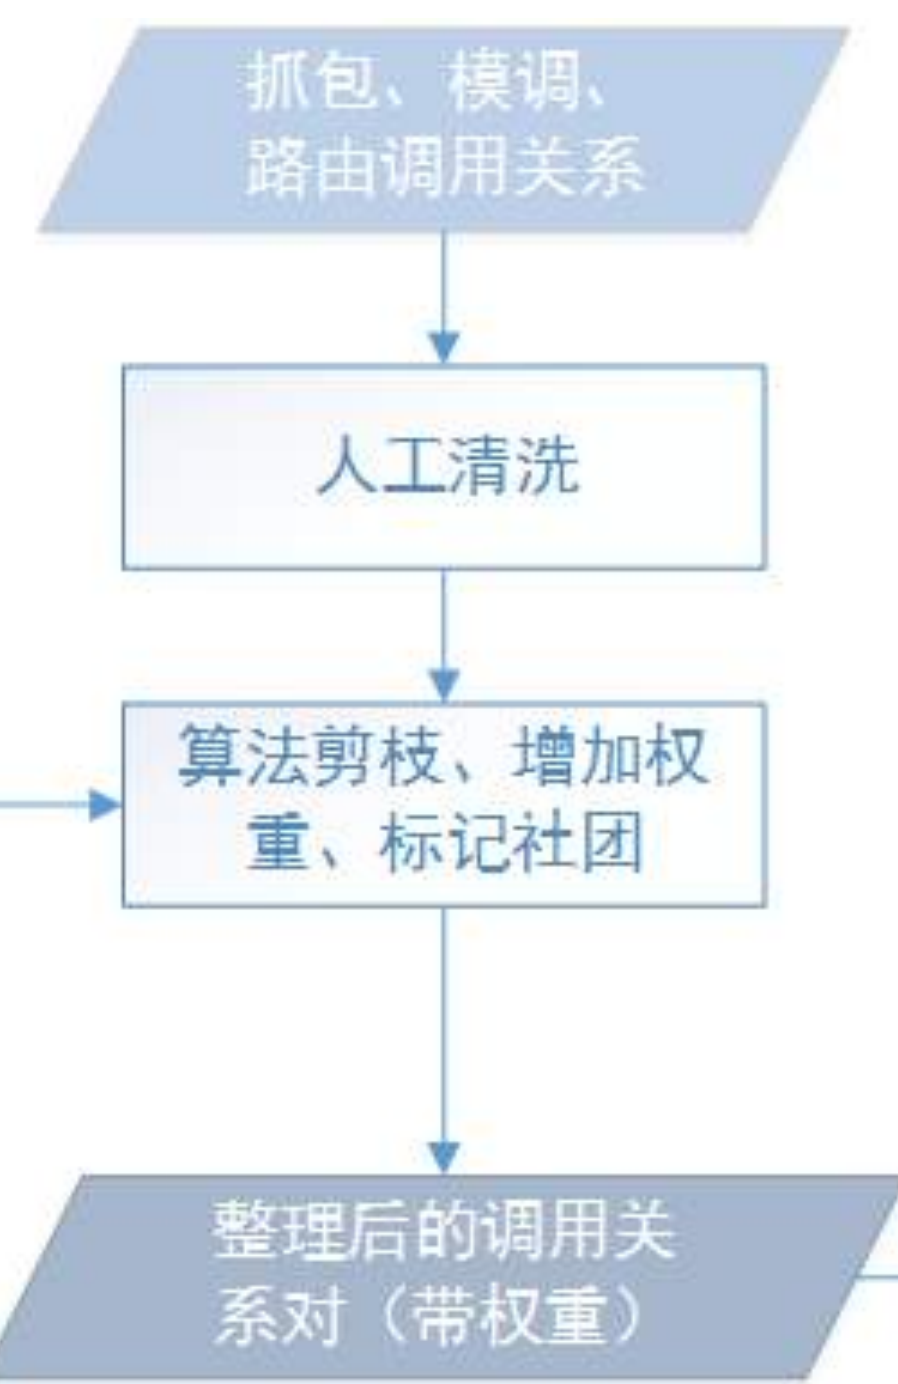 抓包、模调、
路由调用关系
人工清洗
算法剪枝、增加权
重、标记社团
整理后的调用关
系对（带权重）